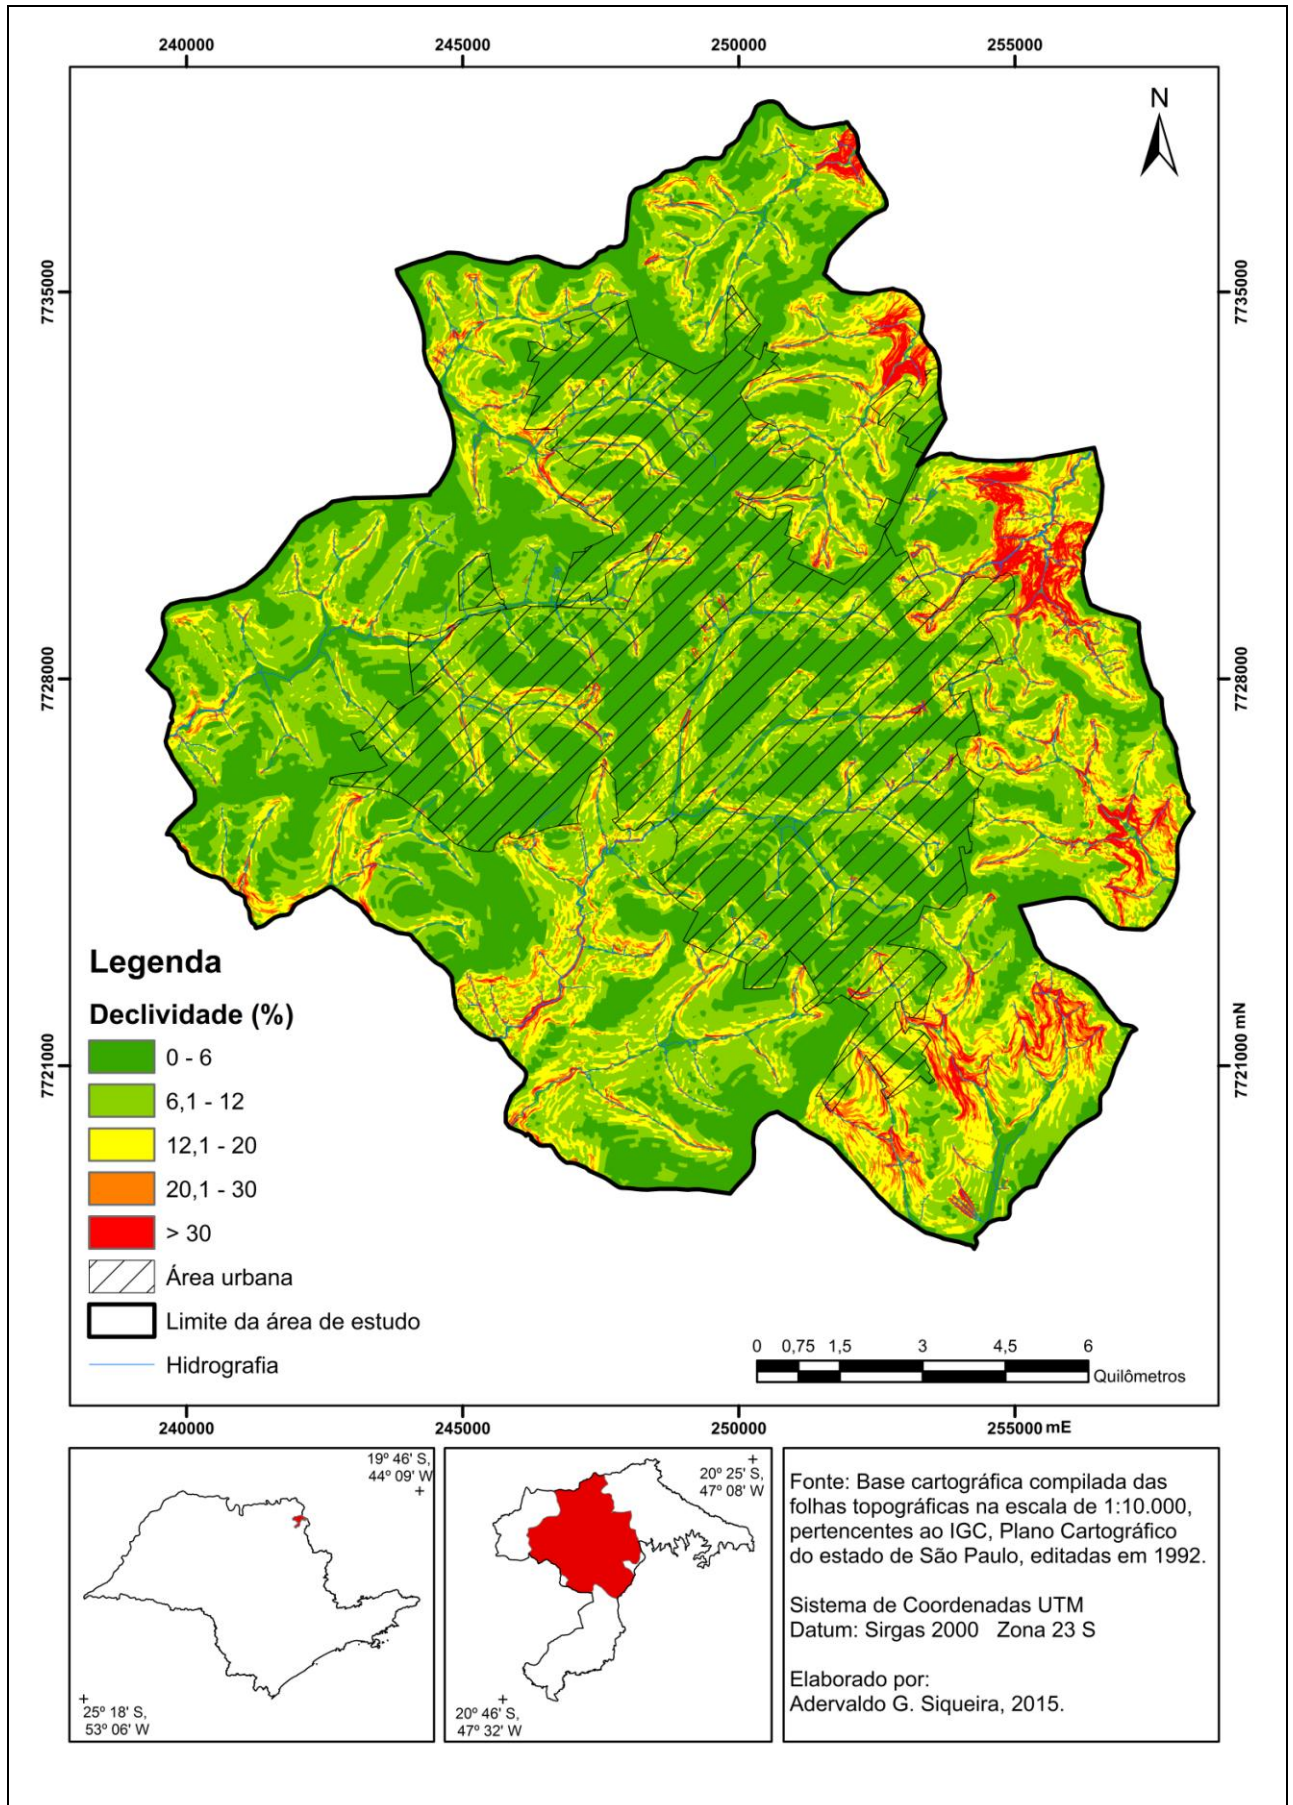 240000
245000
250000
255000
N
7735000
7735000
7728000
7728000
7721000
7721000 mN
Legenda
Declividade (%)
0 - 6
6,1 - 12
12,1 - 20
20,1 - 30
> 30
Área urbana
Limite da área de estudo
Hidrografia
0 0,75 1,5 3 4,5 6
Quilômetros
240000
245000
250000
255000 mE
19º 46' S,
44º 09' W
25º 18' S,
53º 06' W
20º 25' S,
47º 08' W
20º 46' S,
47º 32' W
Fonte: Base cartográfica compilada das
folhas topográficas na escala de 1:10.000,
pertencentes ao IGC, Plano Cartográfico
do estado de São Paulo, editadas em 1992.
Sistema de Coordenadas UTM
Datum: Sirgas 2000 Zona 23 S
Elaborado por:
Adervaldo G. Siqueira, 2015.